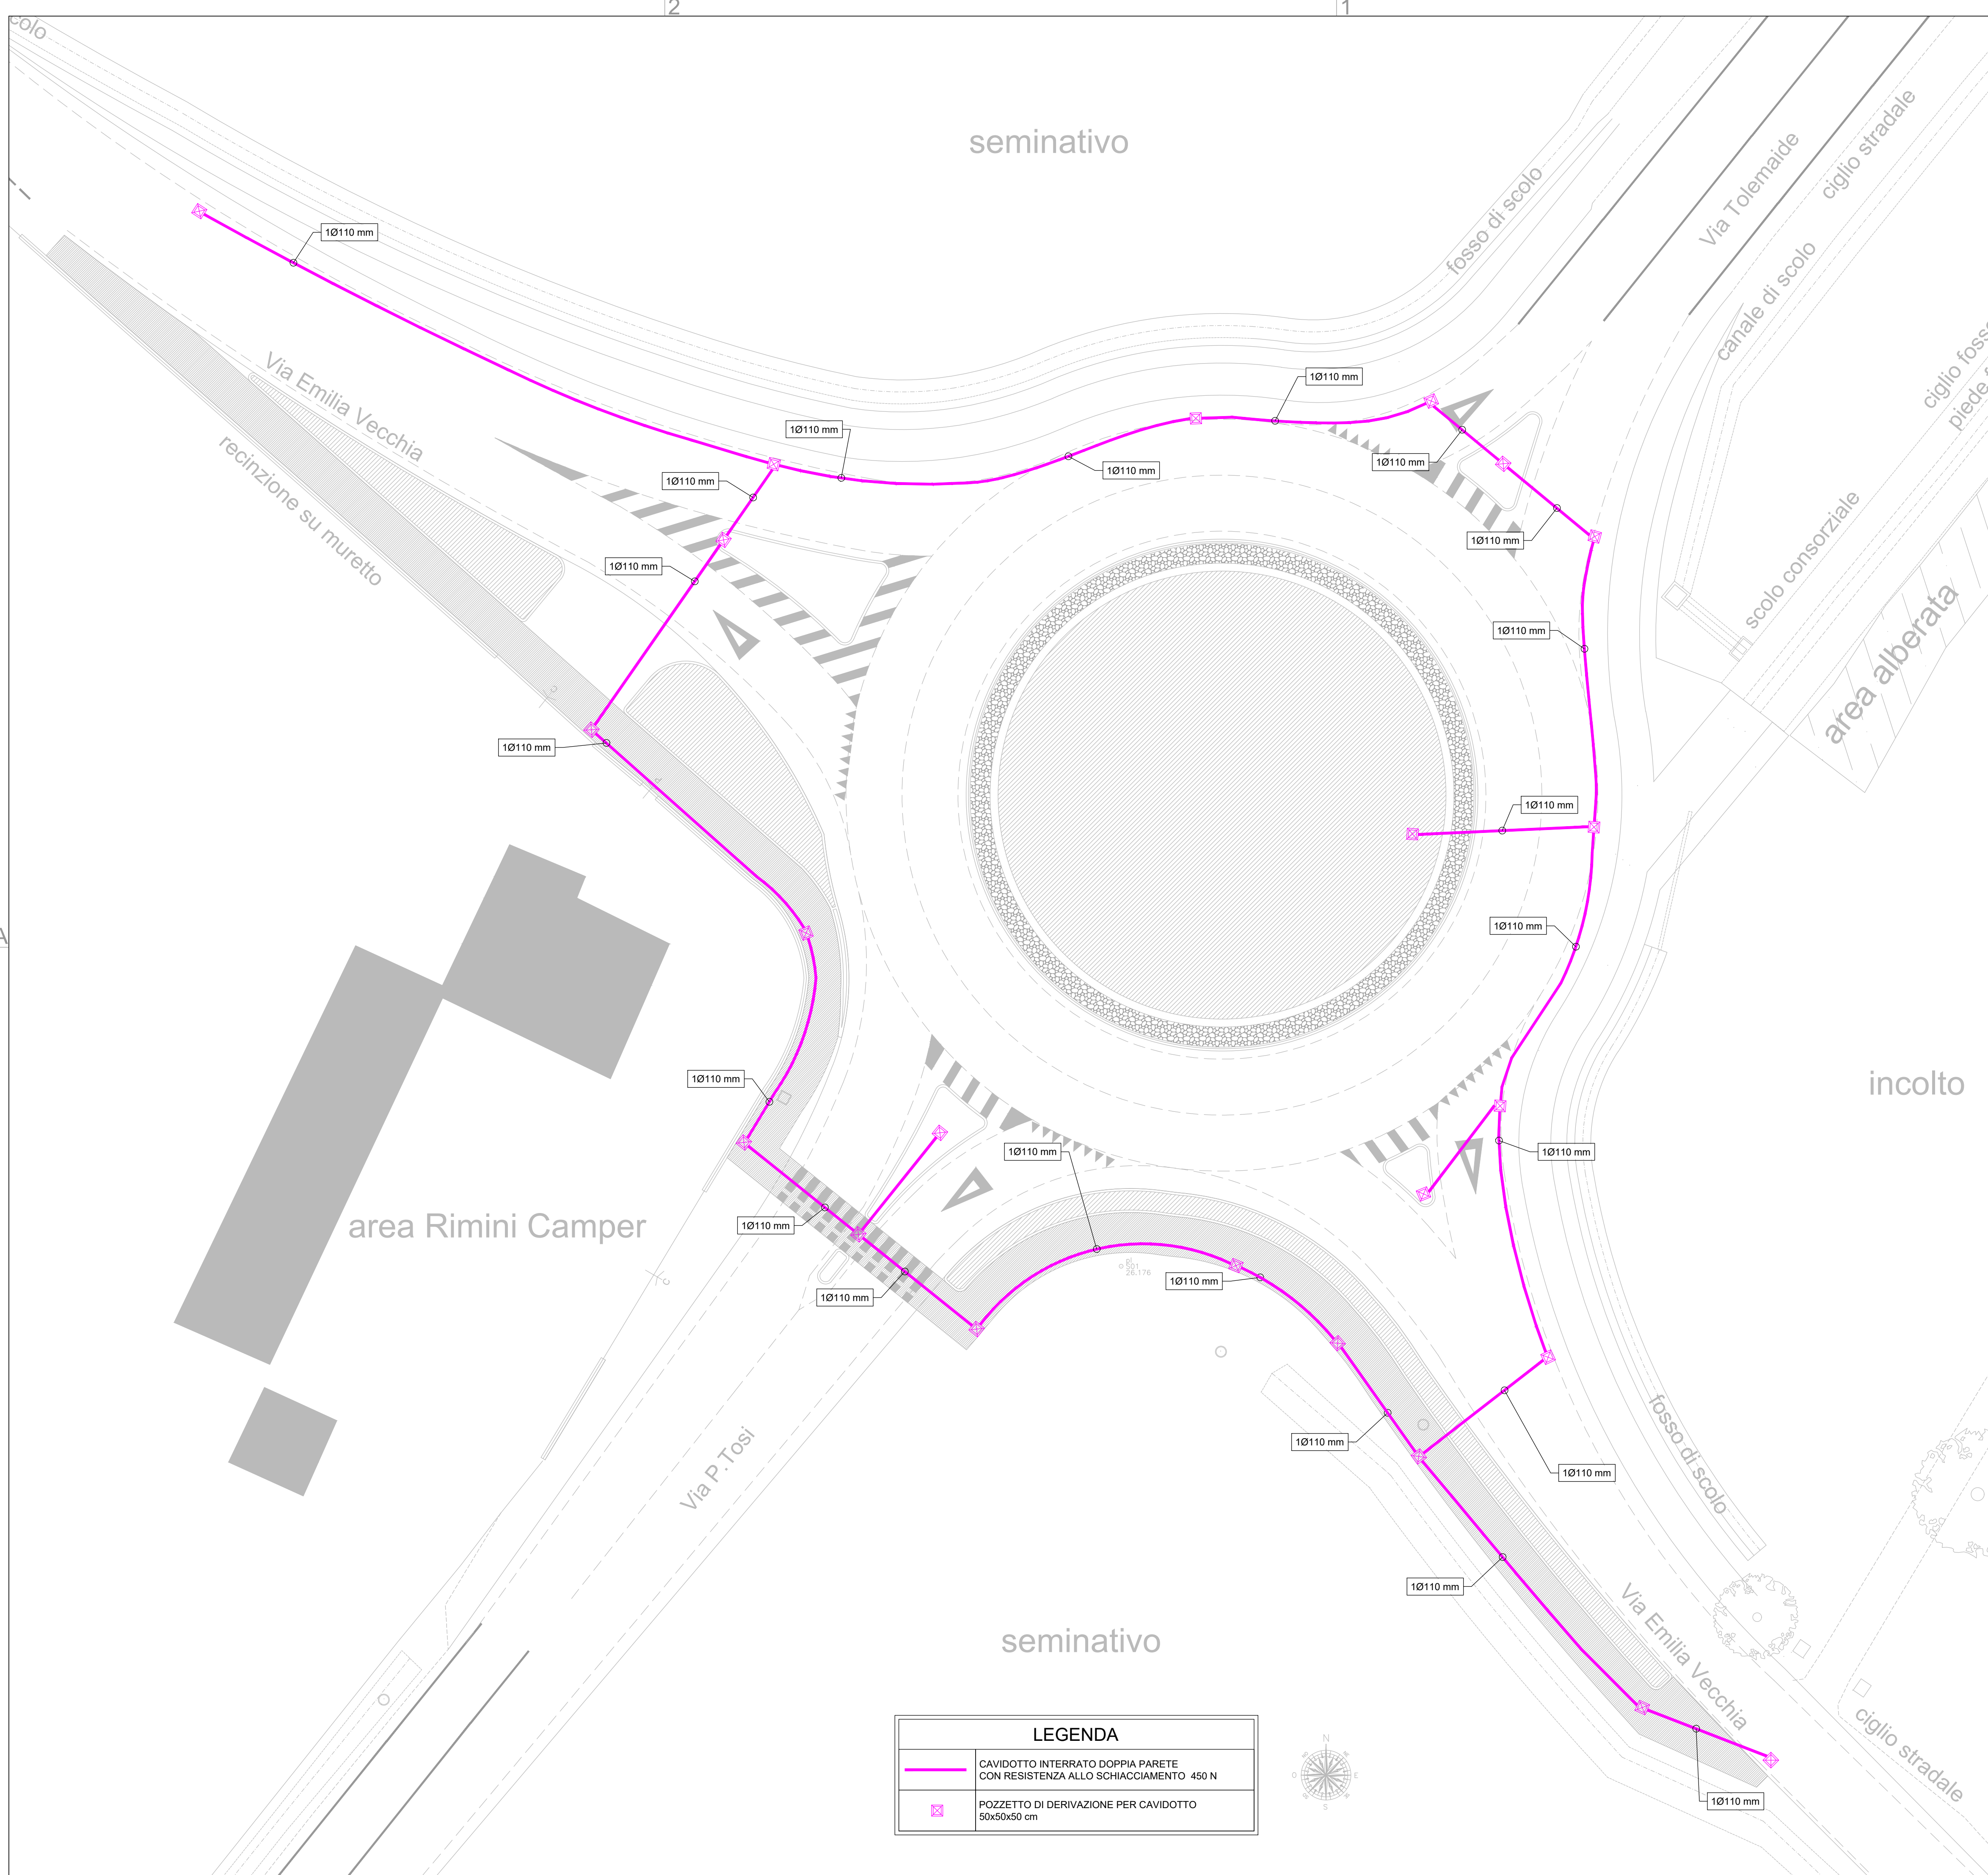 2
1
colo
seminativo
Via Tolemaide
ciglio stradale
fosso di scolo
canale di scolo
1Ø110 mm
Via Emilia Vecchia
recinzione su muretto
1Ø110 mm
1Ø110 mm
1Ø110 mm
1Ø110 mm
1Ø110 mm
1Ø110 mm
1Ø110 mm
1Ø110 mm
ciglio foss
piede f
scolo consorziale
area alberata
1Ø110 mm
1Ø110 mm
1Ø110 mm
1Ø110 mm
A
incolto
1Ø110 mm
1Ø110 mm
1Ø110 mm
area Rimini Camper
1Ø110 mm
1Ø110 mm
S01
26.176
1Ø110 mm
1Ø110 mm
1Ø110 mm
Via P.Tosi
fosso di scolo
1Ø110 mm
Via Emilia Vecchia
seminativo
ciglio stradale
1Ø110 mm
LEGENDA
CAVIDOTTO INTERRATO DOPPIA PARETE
CON RESISTENZA ALLO SCHIACCIAMENTO 450 N
POZZETTO DI DERIVAZIONE PER CAVIDOTTO
50x50x50 cm
N
O
E
S